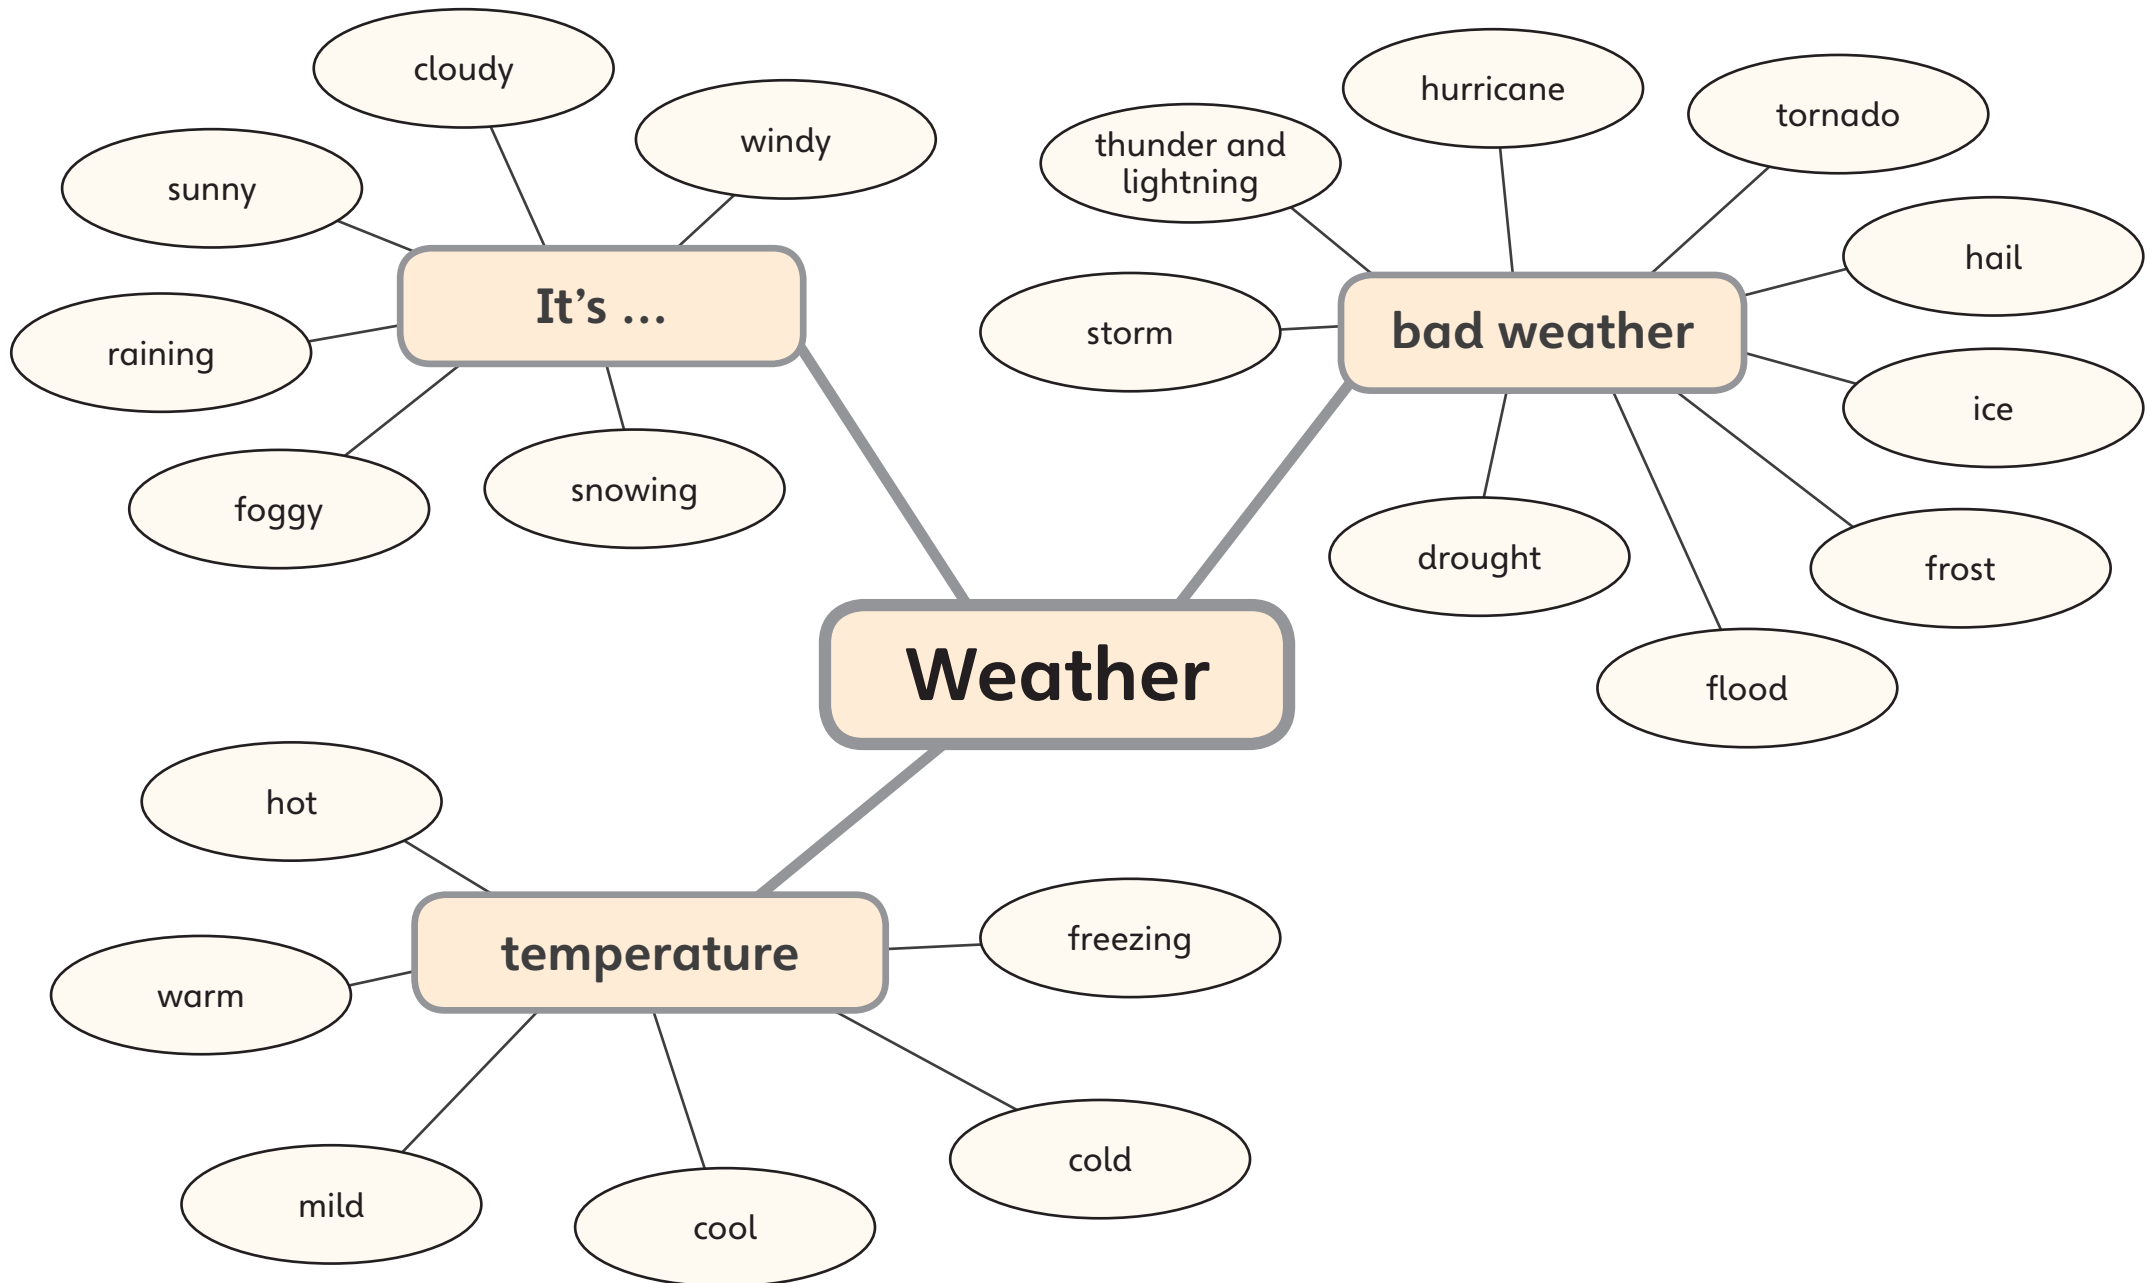 cloudy
windy
sunny
It’s ...
raining
foggy
snowing
hurricane
tornado
thunder and
lightning
hail
storm
bad weather
ice
drought
frost
flood
Weather
hot
temperature
freezing
warm
cold
mild
cool